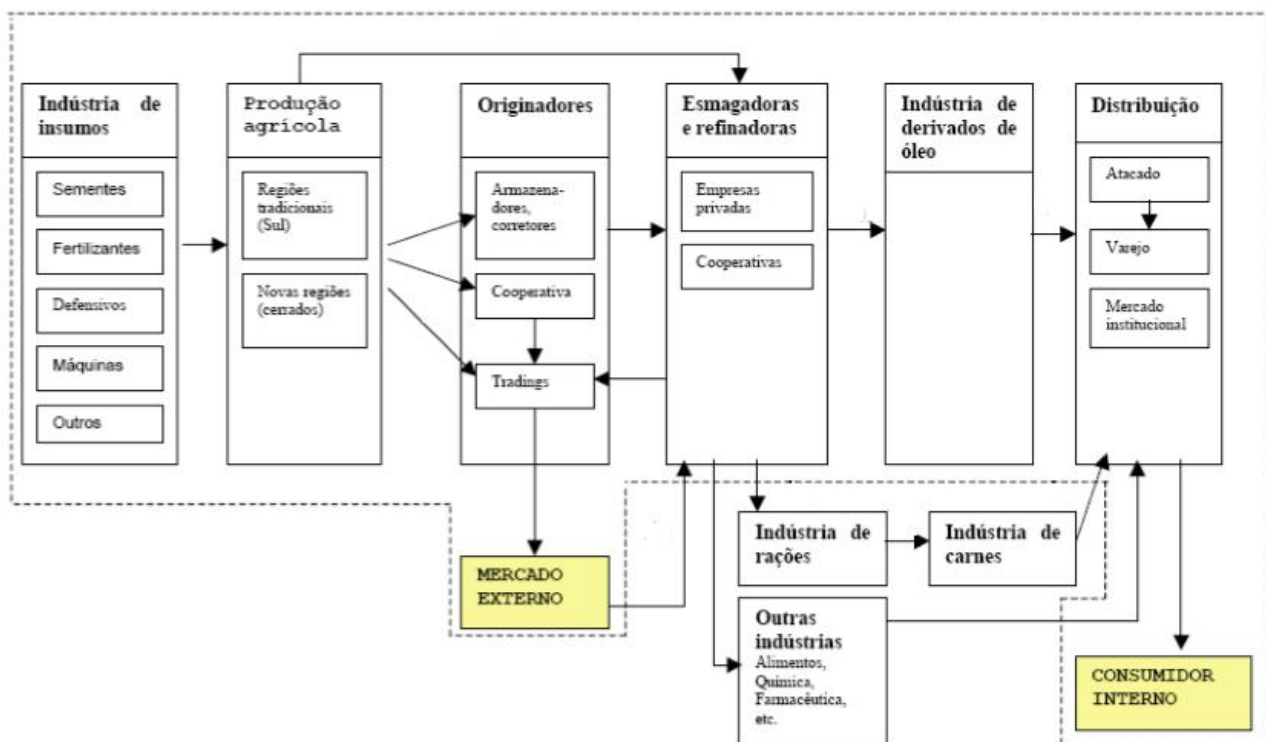 Indústria de
insumos
Sementes
Fertilizantes
Defensivos
Máquinas
Outros
Produção
agrícola
Regiões
tradicionais
(Sul)
Novas regiões
(cerrados)
Originadores
Armazena-
dores,
corretores
Cooperativa
Tradings
Esmagadoras
e refinadoras
Empresas
privadas
Cooperativas
Indústria de
derivados de
óleo
Distribuição
Atacado
Varejo
Mercado
institucional
MERCADO
EXTERNO
Indústria de
rações
Indústria de
carnes
Outras
indústrias
Alimentos,
Química,
Farmacêutica,
etc.
CONSUMIDOR
INTERNO